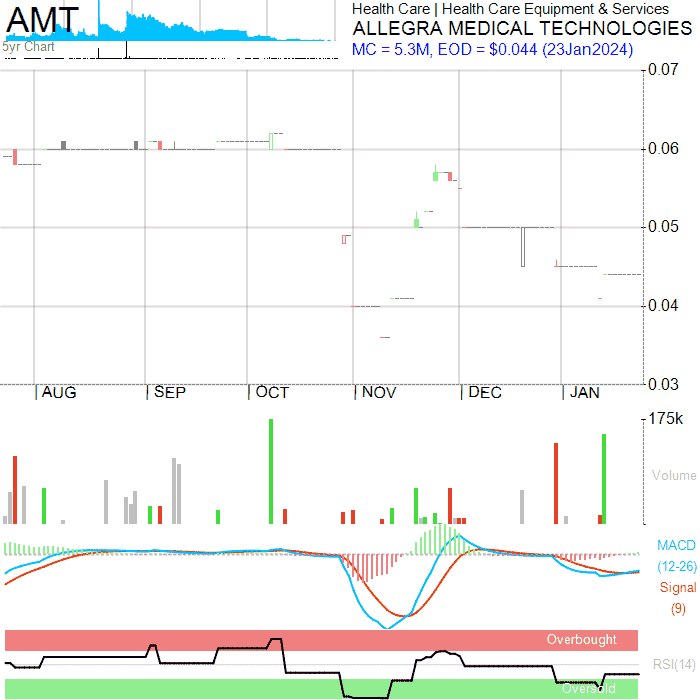 AMT
5yr Chart
Health Care | Health Care Equipment & Services
ALLEGRA MEDICAL TECHNOLOGIES
MC = 5.3M, EOD = $0.044 (23Jan2024)
0.07
0.06
0.05
0.04
0.03
AUG SEP OCT NOV DEC JAN
175k
Volume
MACD
(12-26)
Signal
(9)
Overbought
RSI(14)
Oversold